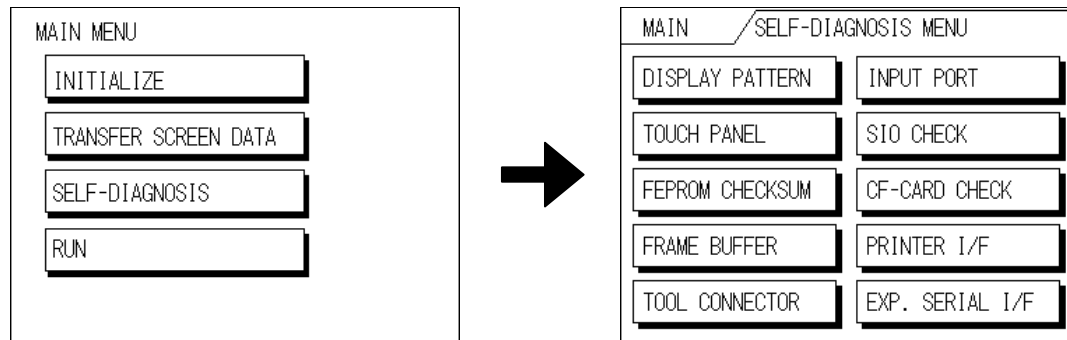 MAIN MENU
INITIALIZE
TRANSFER SCREEN DATA
SELF-DIAGNOSIS
RUN
MAIN
SELF-DIAGNOSIS MENU
DISPLAY PATTERN
INPUT PORT
TOUCH PANEL
SIO CHECK
FEPROM CHECKSUM
CF-CARD CHECK
FRAME BUFFER
PRINTER I/F
TOOL CONNECTOR
EXP. SERIAL I/F